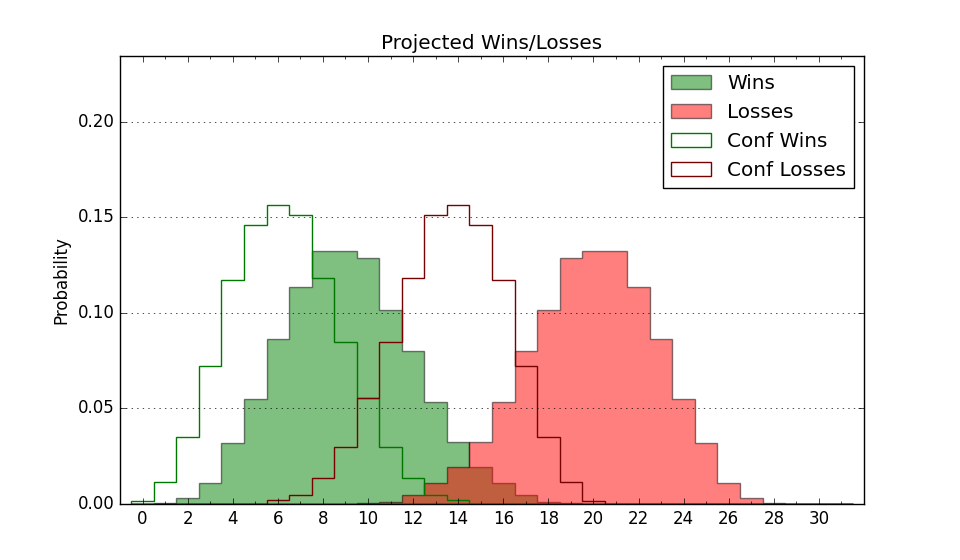 Projected Wins/Losses
Wins
Losses
Conf Wins
Conf Losses
Probability
0.20
0.15
0.10
0.05
0.00
0 2 4 6 8 10 12 14 16 18 20 22 24 26 28 30